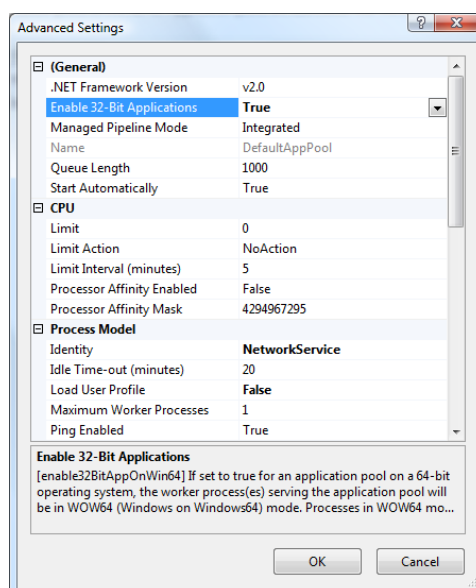 Advanced Settings
(General)
.NET Framework Version v2.0
Enable 32-Bit Applications True
Managed Pipeline Mode Integrated
Name DefaultAppPool
Queue Length 1000
Start Automatically True
CPU
Limit 0
Limit Action NoAction
Limit Interval (minutes) 5
Processor Affinity Enabled False
Processor Affinity Mask 4294967295
Process Model
Identity NetworkService
Idle Time-out (minutes) 20
Load User Profile False
Maximum Worker Processes 1
Ping Enabled True
Enable 32-Bit Applications
[enable32BitAppOnWin64] If set to true for an application pool on a 64-bit
operating system, the worker process(es) serving the application pool will
be in WOW64 (Windows on Windows64) mode. Processes in WOW64 mo...
OK Cancel